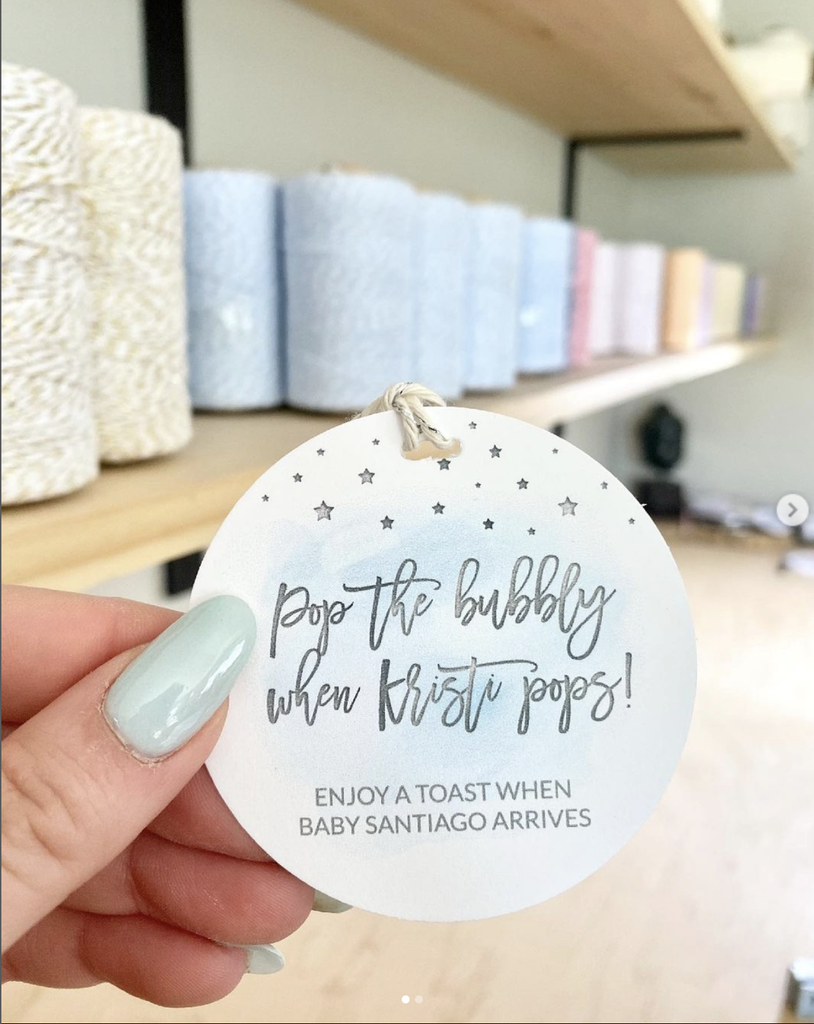 Pop the bubbly
when Kristi pops!
ENJOY A TOAST WHEN
BABY SANTIAGO ARRIVES